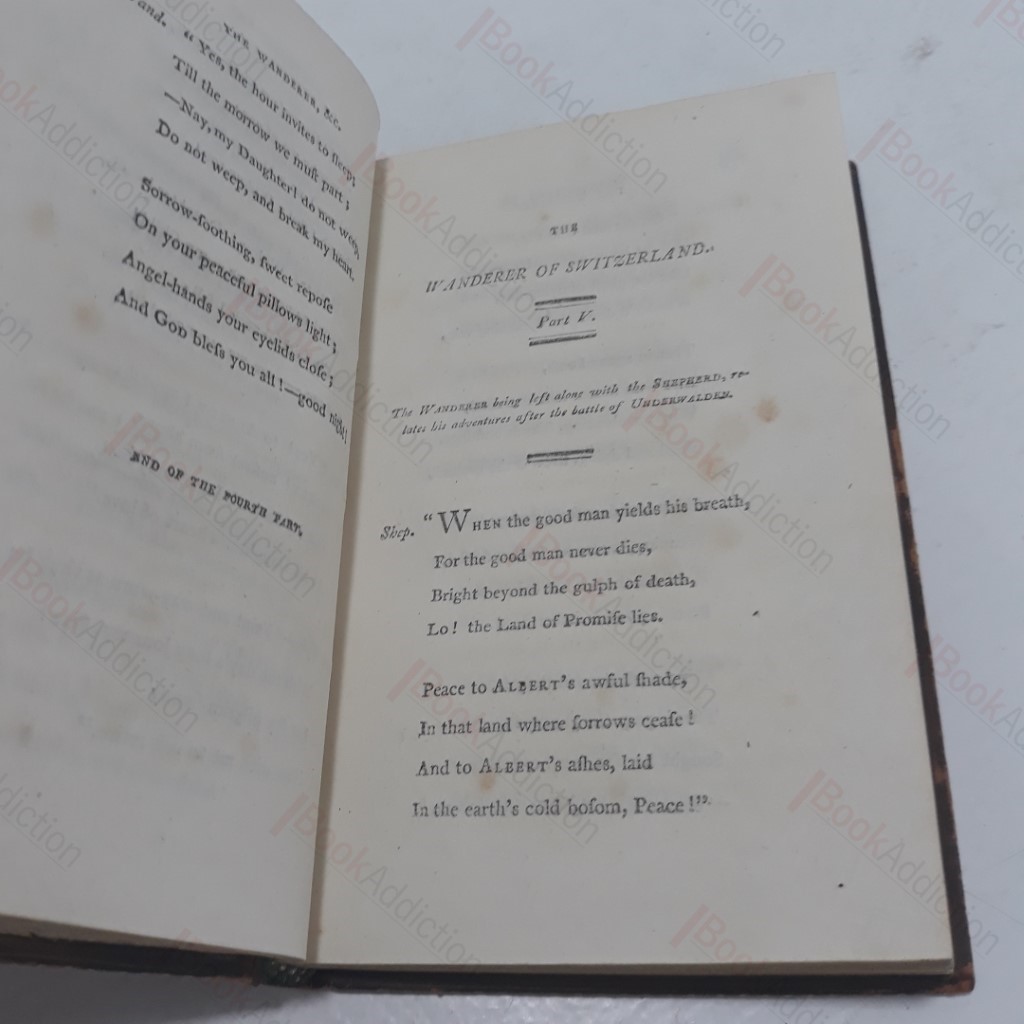 THE WANDERER, &c.
and. “Yes, the hour invites to ſleep;
Till the morrow we muſt part;
—Nay, my Daughter! do not weep,
Do not weep, and break my heart.
Sorrow-ſoothing, ſweet repoſe
On your peaceful pillows light;
Angel-hands your eyelids cloſe;
And GOD bleſs you all!—good night!
AND OF THE FOURTH PART.
THE
WANDERER OF SWITZERLAND.
Part V.
The WANDERER being left alone with the SHEPHERD, re-
lates his adventures after the battle of UNDERWALDEN.
Shep. “WHEN the good man yields his breath,
For the good man never dies,
Bright beyond the gulph of death,
Lo! the Land of Promiſe lies.
Peace to ALBERT'S awful ſhade,
In that land where ſorrows ceaſe!
And to ALBERT'S aſhes, laid
In the earth's cold boſom, Peace!”
BookAddiction